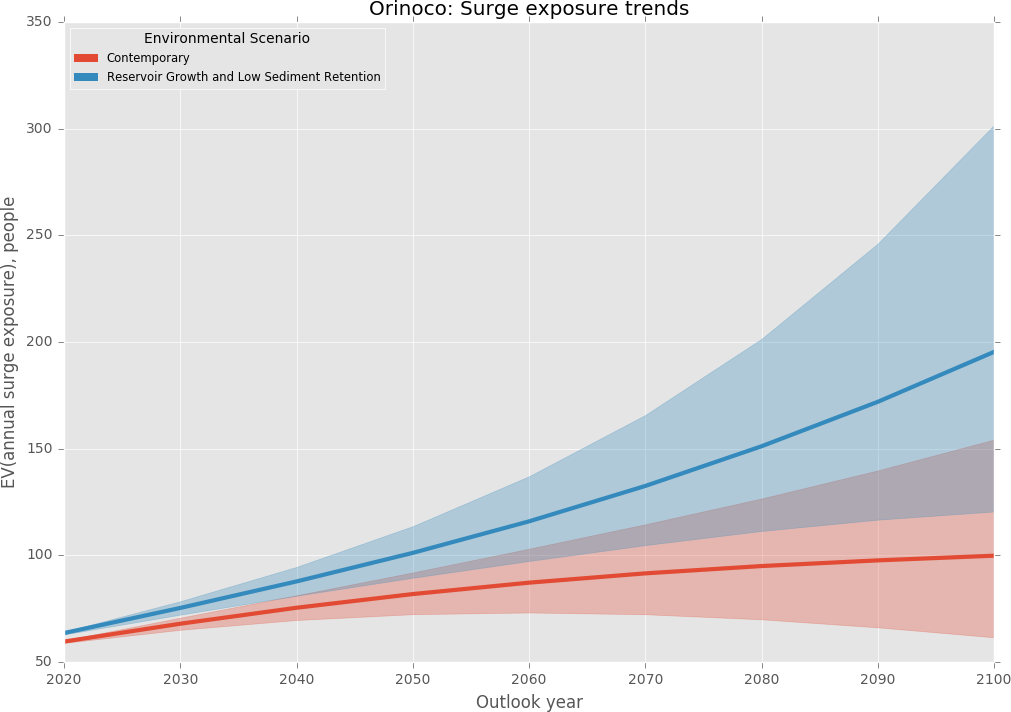 Orinoco: Surge exposure trends
350
Environmental Scenario
Contemporary
Reservoir Growth and Low Sediment Retention
300
250
200
150
100
50
EV(annual surge exposure), people
2020 2030 2040 2050 2060 2070 2080 2090 2100
Outlook year